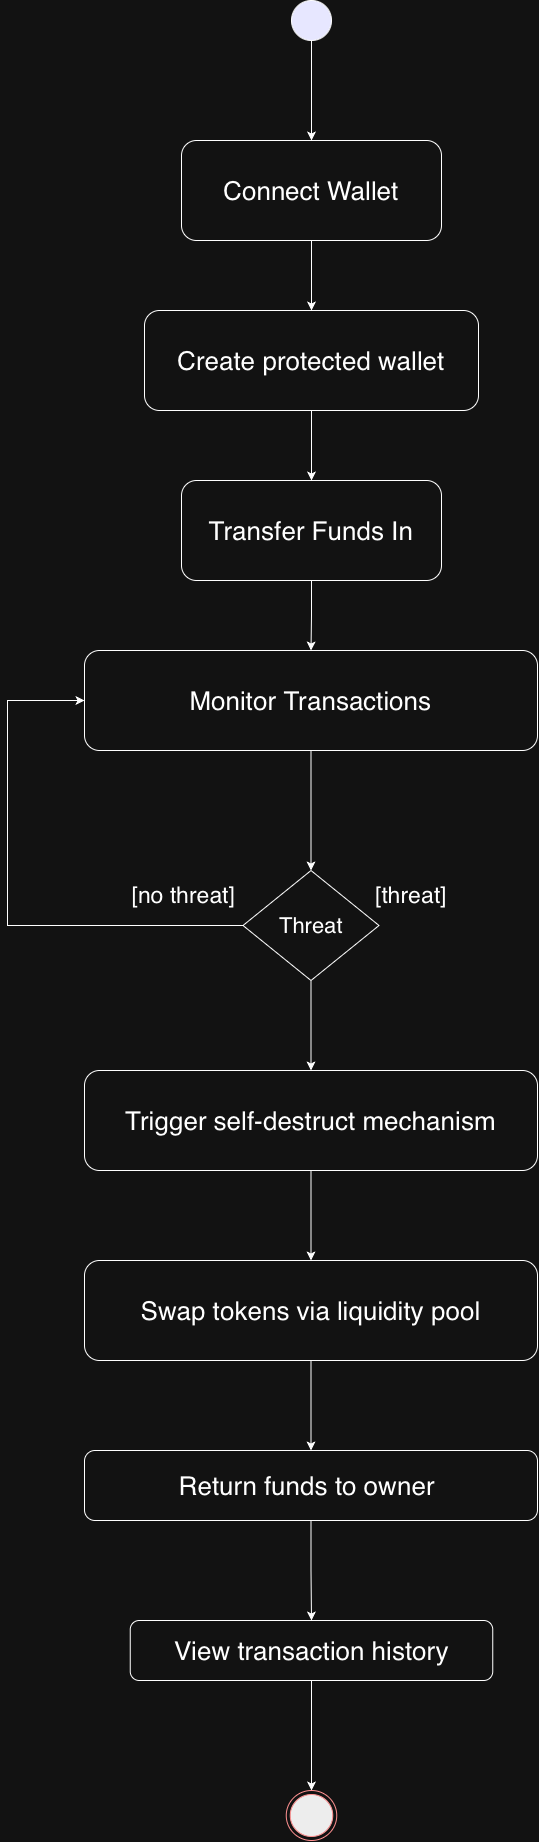 Connect Wallet
Create protected wallet
Transfer Funds In
Monitor Transactions
[no threat]
[threat]
Threat
Trigger self-destruct mechanism
Swap tokens via liquidity pool
Return funds to owner
View transaction history